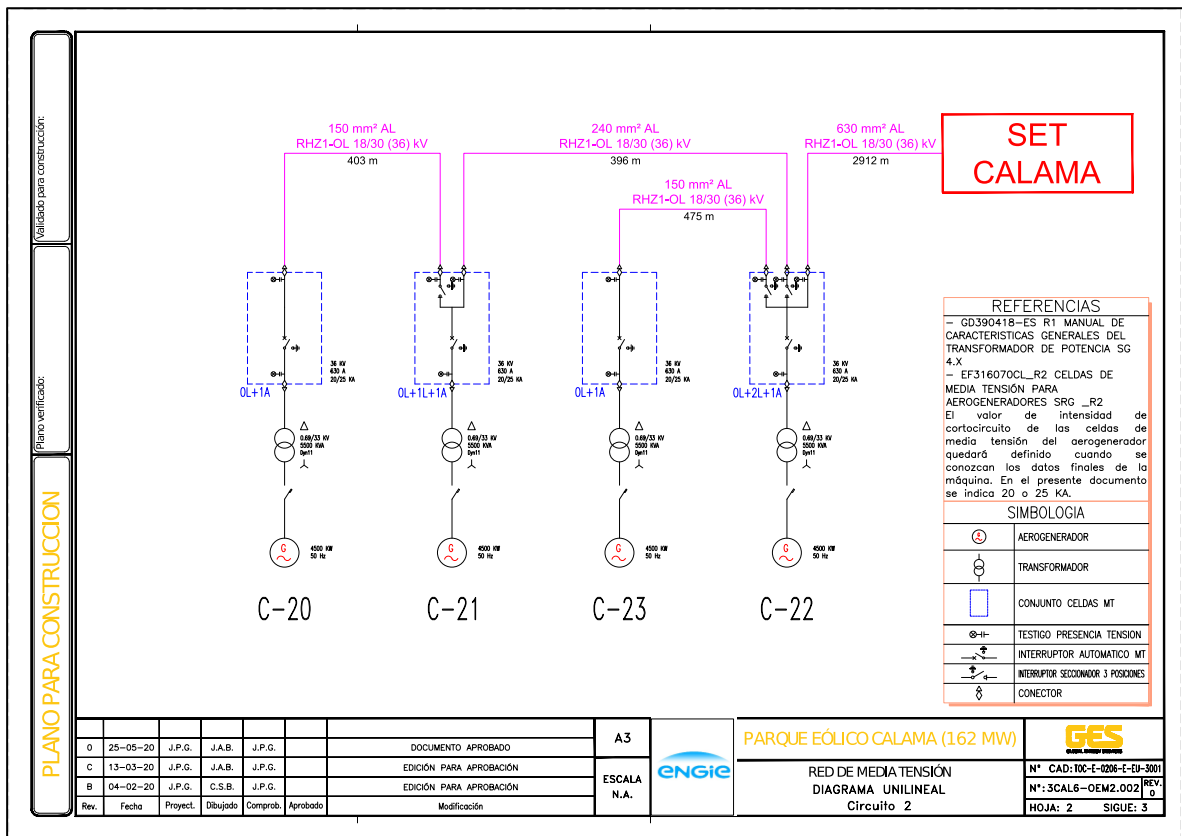 Validado para construcción:
Plano verificado:
PLANO PARA CONSTRUCCION
150 mm² AL
RHZ1-OL 18/30 (36) kV
403 m
240 mm² AL
RHZ1-OL 18/30 (36) kV
396 m
630 mm² AL
RHZ1-OL 18/30 (36) kV
2912 m
150 mm² AL
RHZ1-OL 18/30 (36) kV
475 m
SET
CALAMA
36 KV
630 A
20/25 KA
0L+1A
0.69/33 KV
5500 KVA
Dyn11
G
4500 KW
50 Hz
C-20
36 KV
630 A
20/25 KA
0L+1L+1A
0.69/33 KV
5500 KVA
Dyn11
G
4500 KW
50 Hz
C-21
36 KV
630 A
20/25 KA
0L+1A
0.69/33 KV
5500 KVA
Dyn11
G
4500 KW
50 Hz
C-23
36 KV
630 A
20/25 KA
0L+2L+1A
0.69/33 KV
5500 KVA
Dyn11
G
4500 KW
50 Hz
C-22
REFERENCIAS
- GD390418-ES R1 MANUAL DE
CARACTERISTICAS GENERALES DEL
TRANSFORMADOR DE POTENCIA SG
4.X
- EF316070CL_R2 CELDAS DE
MEDIA TENSIÓN PARA
AEROGENERADORES SRG _R2
El valor de intensidad de
cortocircuito de las celdas de
media tensión del aerogenerador
quedará definido cuando se
conozcan los datos finales de la
máquina. En el presente documento
se indica 20 o 25 KA.
SIMBOLOGIA
AEROGENERADOR
TRANSFORMADOR
CONJUNTO CELDAS MT
TESTIGO PRESENCIA TENSION
INTERRUPTOR AUTOMATICO MT
INTERRUPTOR SECCIONADOR 3 POSICIONES
CONECTOR
0 25-05-20 J.P.G. J.A.B. J.P.G. DOCUMENTO APROBADO
C 13-03-20 J.P.G. J.A.B. J.P.G. EDICIÓN PARA APROBACIÓN
B 04-02-20 J.P.G. C.S.B. J.P.G. EDICIÓN PARA APROBACIÓN
Rev. Fecha Proyect. Dibujado Comprob. Aprobado Modificación
A3
ESCALA
N.A.
ENGIE
PARQUE EÓLICO CALAMA (162 MW)
RED DE MEDIA TENSIÓN
DIAGRAMA UNILINEAL
Circuito 2
GES
GLOBAL ENERGY SERVICES
Nº CAD: TOC-E-0206-E-EU-3001
Nº: 3CAL6-OEM2.002
REV.
0
HOJA: 2 SIGUE: 3